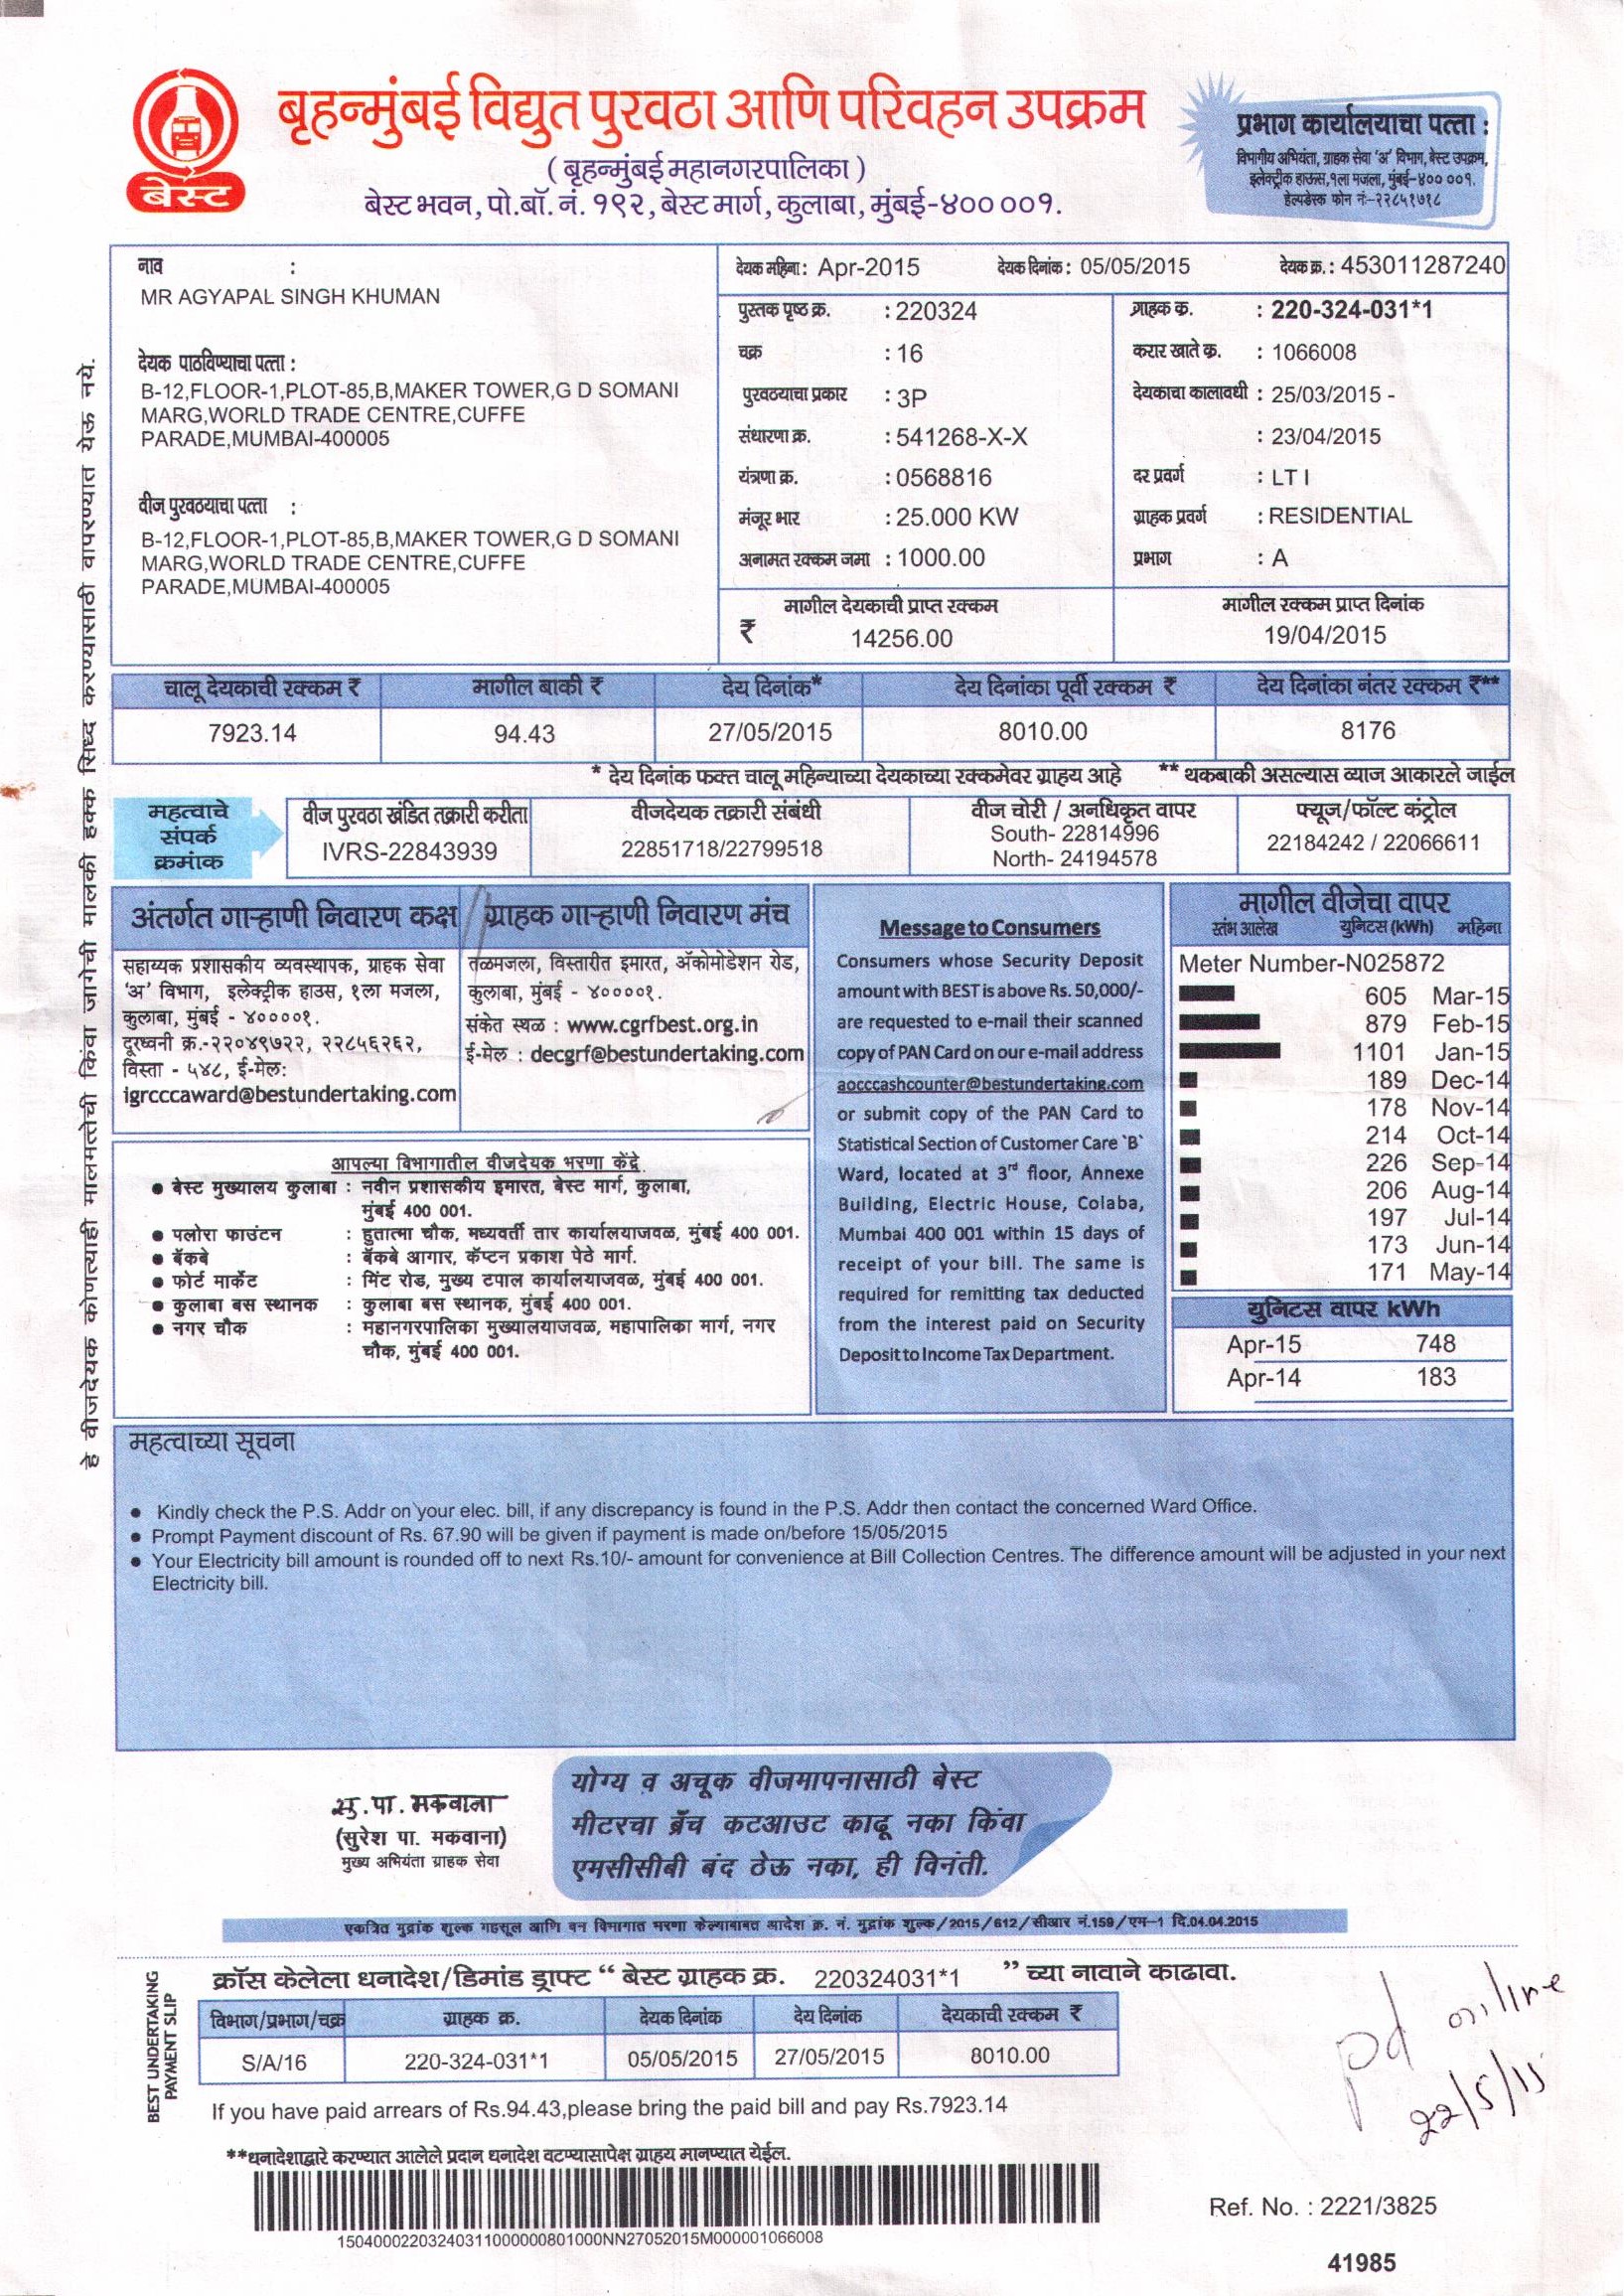 बेस्ट
बृहन्मुंबई विद्युत पुरवठा आणि परिवहन उपक्रम
( बृहन्मुंबई महानगरपालिका )
बेस्ट भवन, पो.बॉ. नं. १९२, बेस्ट मार्ग, कुलाबा, मुंबई-४०० ००१.
प्रभाग कार्यालयाचा पत्ता :
विभागीय अभियंता, ग्राहक सेवा 'अ' विभाग, बेस्ट उपक्रम,
इलेक्ट्रीक हाऊस, १ला मजला, मुंबई-४०० ००१.
हेल्पडेस्क फोन नं:-२२८५१७१८
हे वीजदेयक कोणत्याही मालमत्तेची किंवा जागेची मालकी हक्क सिध्द करण्यासाठी वापरण्यात येऊ नये.
नाव :
MR AGYAPAL SINGH KHUMAN
देयक पाठविण्याचा पत्ता :
B-12,FLOOR-1,PLOT-85,B,MAKER TOWER,G D SOMANI
MARG,WORLD TRADE CENTRE,CUFFE
PARADE,MUMBAI-400005
वीज पुरवठयाचा पत्ता :
B-12,FLOOR-1,PLOT-85,B,MAKER TOWER,G D SOMANI
MARG,WORLD TRADE CENTRE,CUFFE
PARADE,MUMBAI-400005
देयक महिना : Apr-2015 देयक दिनांक : 05/05/2015 देयक क्र. : 453011287240
पुस्तक पृष्ठ क्र. : 220324 ग्राहक क्र. : 220-324-031*1
चक्र : 16 करार खाते क्र. : 1066008
पुरवठयाचा प्रकार : 3P देयकाचा कालावधी : 25/03/2015 -
संधारणा क्र. : 541268-X-X : 23/04/2015
यंत्रणा क्र. : 0568816 दर प्रवर्ग : LT I
मंजूर भार : 25.000 KW ग्राहक प्रवर्ग : RESIDENTIAL
अनामत रक्कम जमा : 1000.00 प्रभाग : A
मागील देयकाची प्राप्त रक्कम मागील रक्कम प्राप्त दिनांक
₹ 14256.00 19/04/2015
चालू देयकाची रक्कम ₹ मागील बाकी ₹ देय दिनांक* देय दिनांका पूर्वी रक्कम ₹ देय दिनांका नंतर रक्कम ₹**
7923.14 94.43 27/05/2015 8010.00 8176
* देय दिनांक फक्त चालू महिन्याच्या देयकाच्या रक्कमेवर ग्राहय आहे ** थकबाकी असल्यास व्याज आकारले जाईल
महत्वाचे
संपर्क
क्रमांक
वीज पुरवठा खंडित तक्रारी करीता
IVRS-22843939
वीजदेयक तक्रारी संबंधी
22851718/22799518
वीज चोरी / अनधिकृत वापर
South- 22814996
North- 24194578
फ्यूज/फॉल्ट कंट्रोल
22184242 / 22066611
अंतर्गत गाऱ्हाणी निवारण कक्ष
सहाय्यक प्रशासकीय व्यवस्थापक, ग्राहक सेवा
'अ' विभाग, इलेक्ट्रीक हाउस, १ला मजला,
कुलाबा, मुंबई - ४००००१.
दूरध्वनी क्र.-२२०४९७२२, २२८५६२६२,
विस्ता - ५४८, ई-मेल:
igrcccaward@bestundertaking.com
ग्राहक गाऱ्हाणी निवारण मंच
तळमजला, विस्तारीत इमारत, ॲकोमोडेशन रोड,
कुलाबा, मुंबई - ४००००१.
संकेत स्थळ : www.cgrfbest.org.in
ई-मेल : decgrf@bestundertaking.com
आपल्या विभागातील वीजदेयक भरणा केंद्रे
● बेस्ट मुख्यालय कुलाबा : नवीन प्रशासकीय इमारत, बेस्ट मार्ग, कुलाबा,
मुंबई 400 001.
● फ्लोरा फाउंटन : हुतात्मा चौक, मध्यवर्ती तार कार्यालयाजवळ, मुंबई 400 001.
● बॅकबे : बॅकबे आगार, कॅप्टन प्रकाश पेठे मार्ग.
● फोर्ट मार्केट : मिंट रोड, मुख्य टपाल कार्यालयाजवळ, मुंबई 400 001.
● कुलाबा बस स्थानक : कुलाबा बस स्थानक, मुंबई 400 001.
● नगर चौक : महानगरपालिका मुख्यालयाजवळ, महापालिका मार्ग, नगर
चौक, मुंबई 400 001.
Message to Consumers
Consumers whose Security Deposit
amount with BEST is above Rs. 50,000/-
are requested to e-mail their scanned
copy of PAN Card on our e-mail address
aocccashcounter@bestundertaking.com
or submit copy of the PAN Card to
Statistical Section of Customer Care `B`
Ward, located at 3rd floor, Annexe
Building, Electric House, Colaba,
Mumbai 400 001 within 15 days of
receipt of your bill. The same is
required for remitting tax deducted
from the interest paid on Security
Deposit to Income Tax Department.
मागील वीजेचा वापर
स्तंभ आलेख युनिटस (kWh) महिना
Meter Number-N025872
605 Mar-15
879 Feb-15
1101 Jan-15
189 Dec-14
178 Nov-14
214 Oct-14
226 Sep-14
206 Aug-14
197 Jul-14
173 Jun-14
171 May-14
युनिटस वापर kWh
Apr-15 748
Apr-14 183
महत्वाच्या सूचना
● Kindly check the P.S. Addr on your elec. bill, if any discrepancy is found in the P.S. Addr then contact the concerned Ward Office.
● Prompt Payment discount of Rs. 67.90 will be given if payment is made on/before 15/05/2015
● Your Electricity bill amount is rounded off to next Rs.10/- amount for convenience at Bill Collection Centres. The difference amount will be adjusted in your next
Electricity bill.
सु. पा. मकवाना
(सुरेश पा. मकवाना)
मुख्य अभियंता ग्राहक सेवा
योग्य व अचूक वीजमापनासाठी बेस्ट
मीटरचा ब्रँच कटआउट काढू नका किंवा
एमसीसीबी बंद ठेऊ नका, ही विनंती.
एकत्रित मुद्रांक शुल्क महसूल आणि वन विभागात भरणा केल्याबाबत आदेश क्र. नं. मुद्रांक शुल्क/2015/612/सीआर नं.159/एम-1 दि.04.04.2015
BEST UNDERTAKING
PAYMENT SLIP
क्रॉस केलेला धनादेश/डिमांड ड्राफ्ट “ बेस्ट ग्राहक क्र. 220324031*1 ” च्या नावाने काढावा.
विभाग/प्रभाग/चक्र ग्राहक क्र. देयक दिनांक देय दिनांक देयकाची रक्कम ₹
S/A/16 220-324-031*1 05/05/2015 27/05/2015 8010.00
pd online
22/5/15
If you have paid arrears of Rs.94.43,please bring the paid bill and pay Rs.7923.14
**धनादेशाद्वारे करण्यात आलेले प्रदान धनादेश वटण्यासापेक्ष ग्राहय मानण्यात येईल.
150400022032403110000000801000NN27052015M000001066008
Ref. No. : 2221/3825
41985